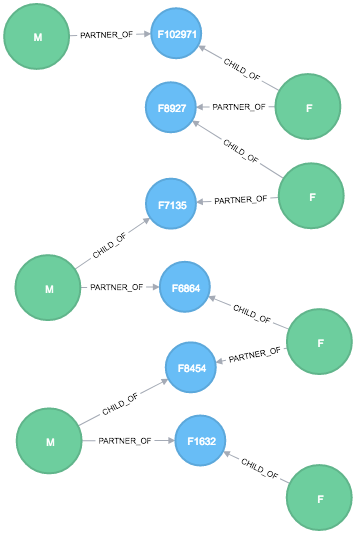 M
PARTNER_OF
F102971
CHILD_OF
F8927
PARTNER_OF
F
CHILD_OF
F7135
PARTNER_OF
F
CHILD_OF
M
PARTNER_OF
F6864
CHILD_OF
F
PARTNER_OF
F8454
CHILD_OF
M
PARTNER_OF
F1632
CHILD_OF
F